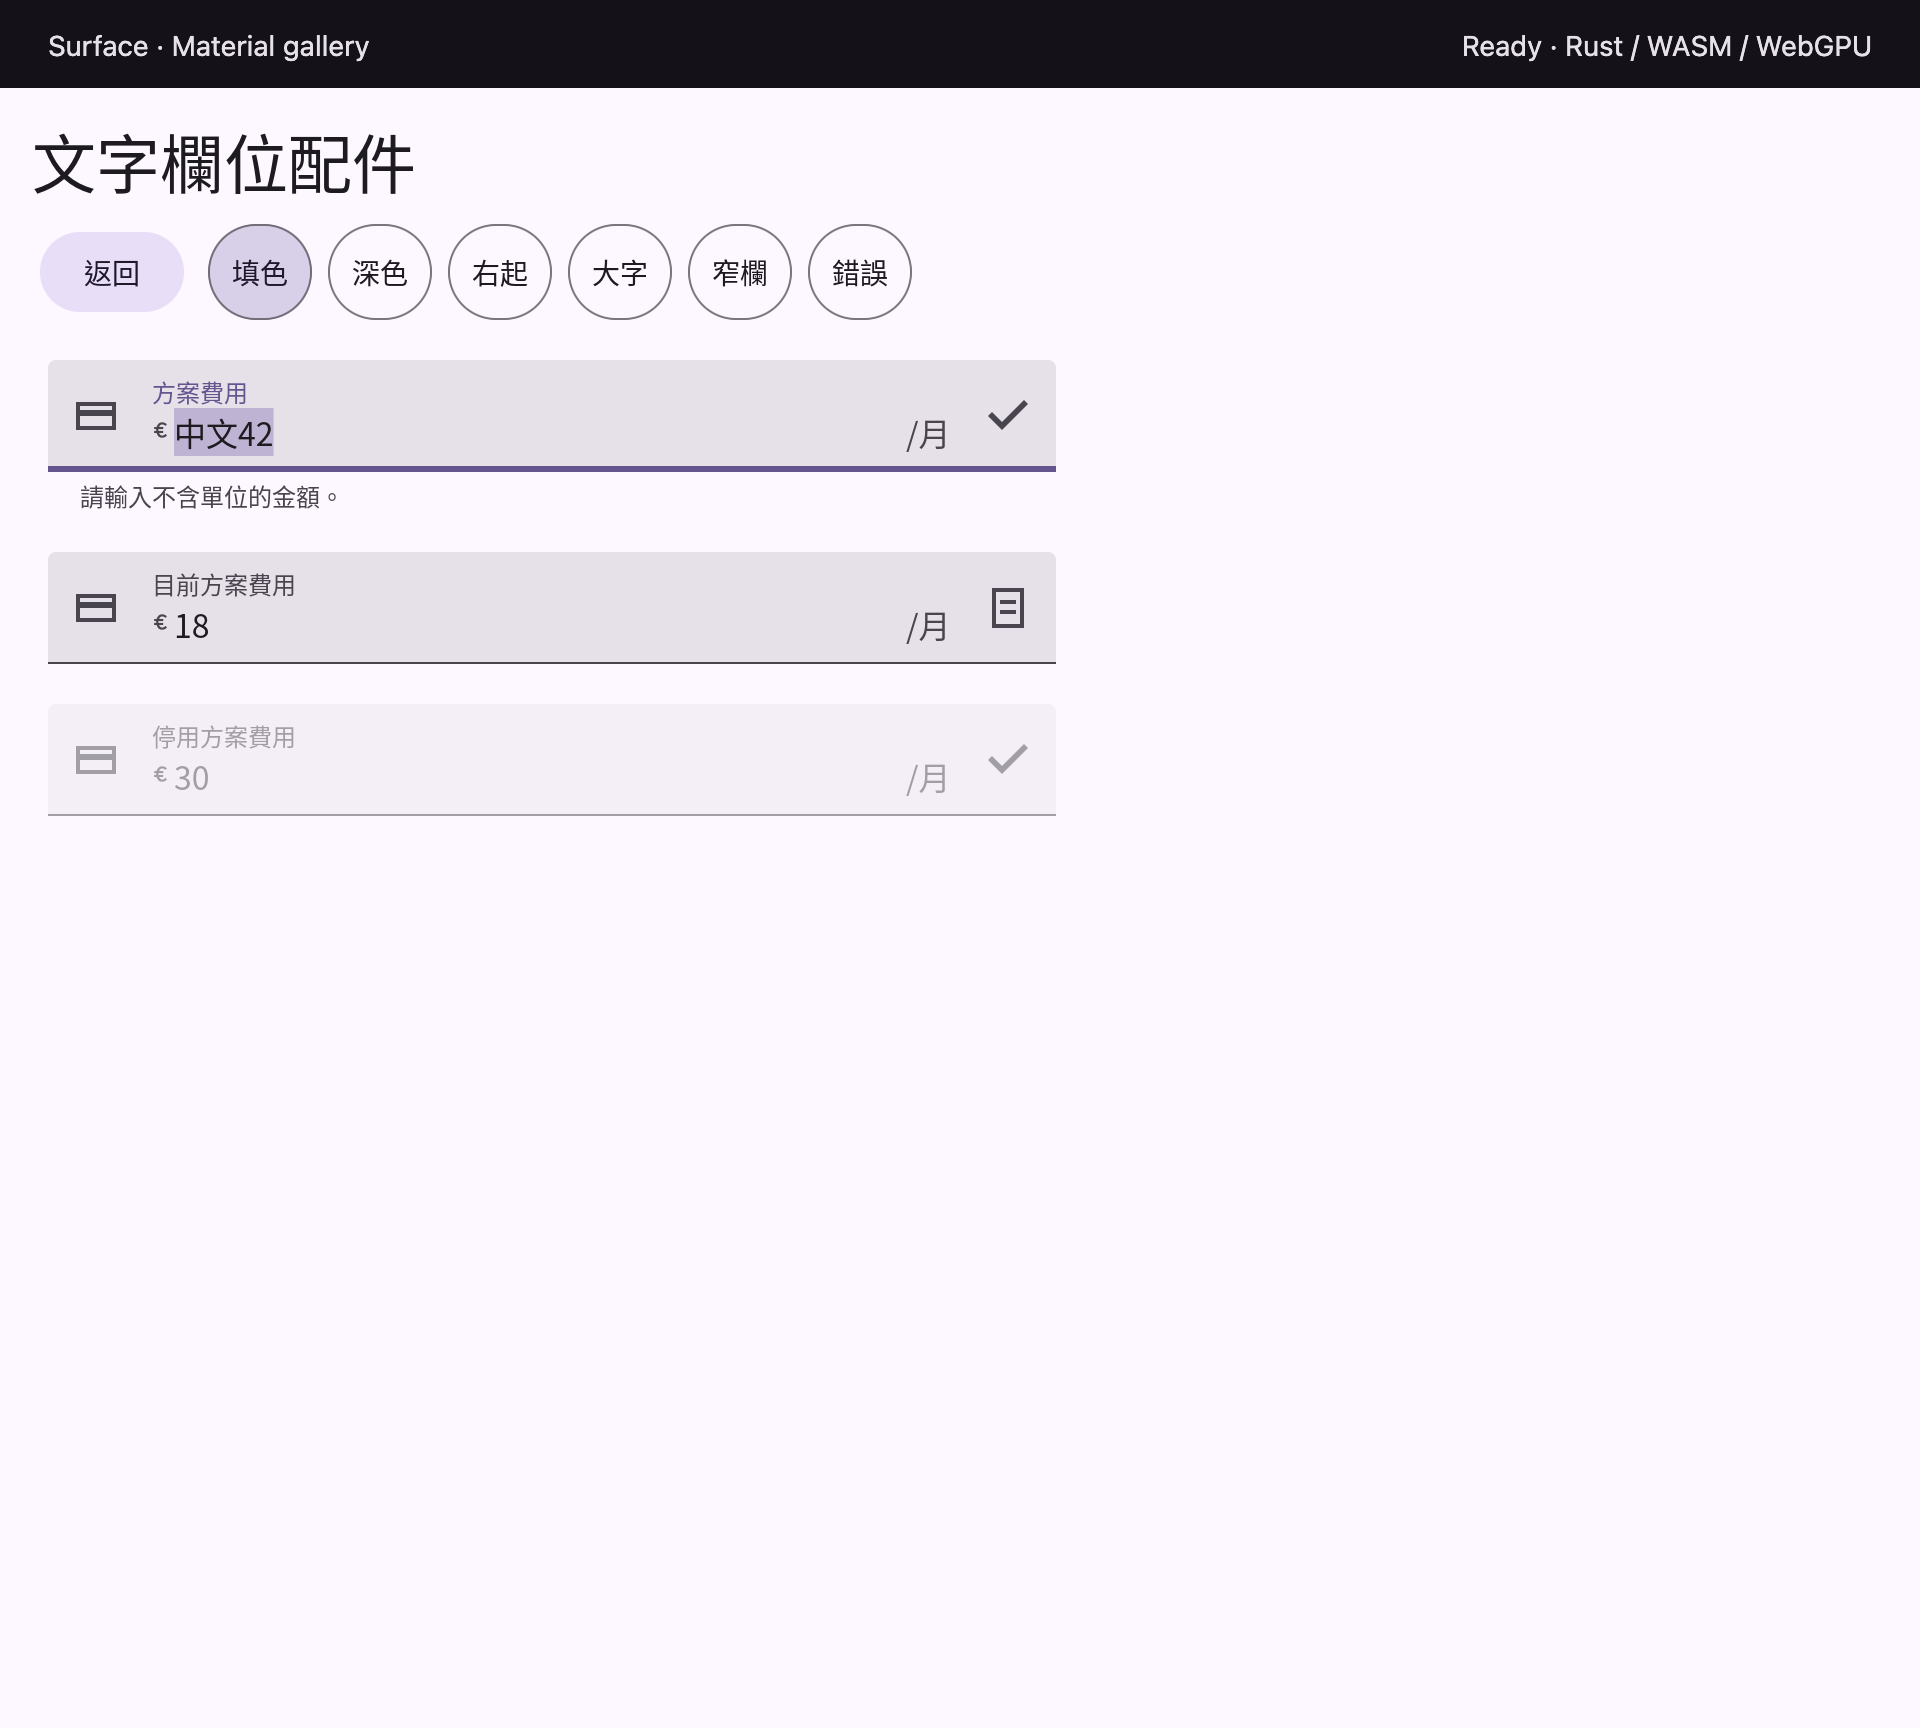 Surface · Material gallery
Ready · Rust / WASM / WebGPU
文字欄位配件
返回 填色 深色 右起 大字 窄欄 錯誤
方案費用
€ 中文42 /月
請輸入不含單位的金額。
目前方案費用
€ 18 /月
停用方案費用
€ 30 /月